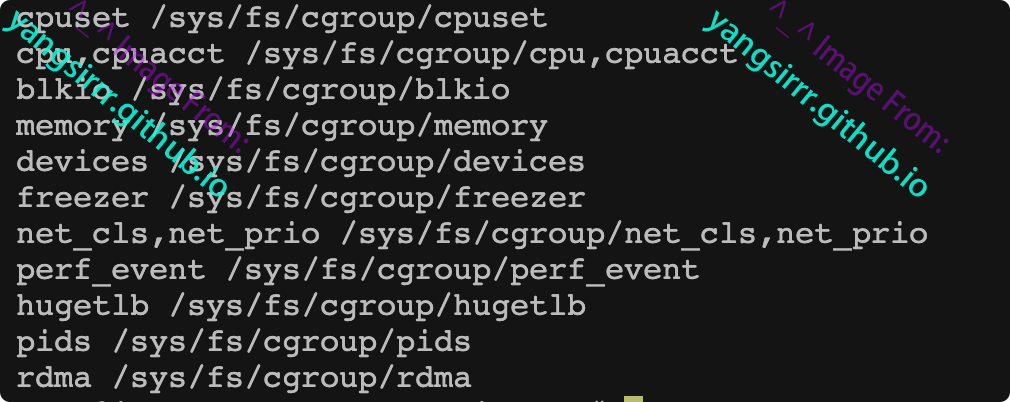 cpuset /sys/fs/cgroup/cpuset
cpu,cpuacct /sys/fs/cgroup/cpu,cpuacct
blkio /sys/fs/cgroup/blkio
memory /sys/fs/cgroup/memory
devices /sys/fs/cgroup/devices
freezer /sys/fs/cgroup/freezer
net_cls,net_prio /sys/fs/cgroup/net_cls,net_prio
perf_event /sys/fs/cgroup/perf_event
hugetlb /sys/fs/cgroup/hugetlb
pids /sys/fs/cgroup/pids
rdma /sys/fs/cgroup/rdma
^_^ Image From:
yangsirrr.github.io
^_^ Image From:
yangsirrr.github.io